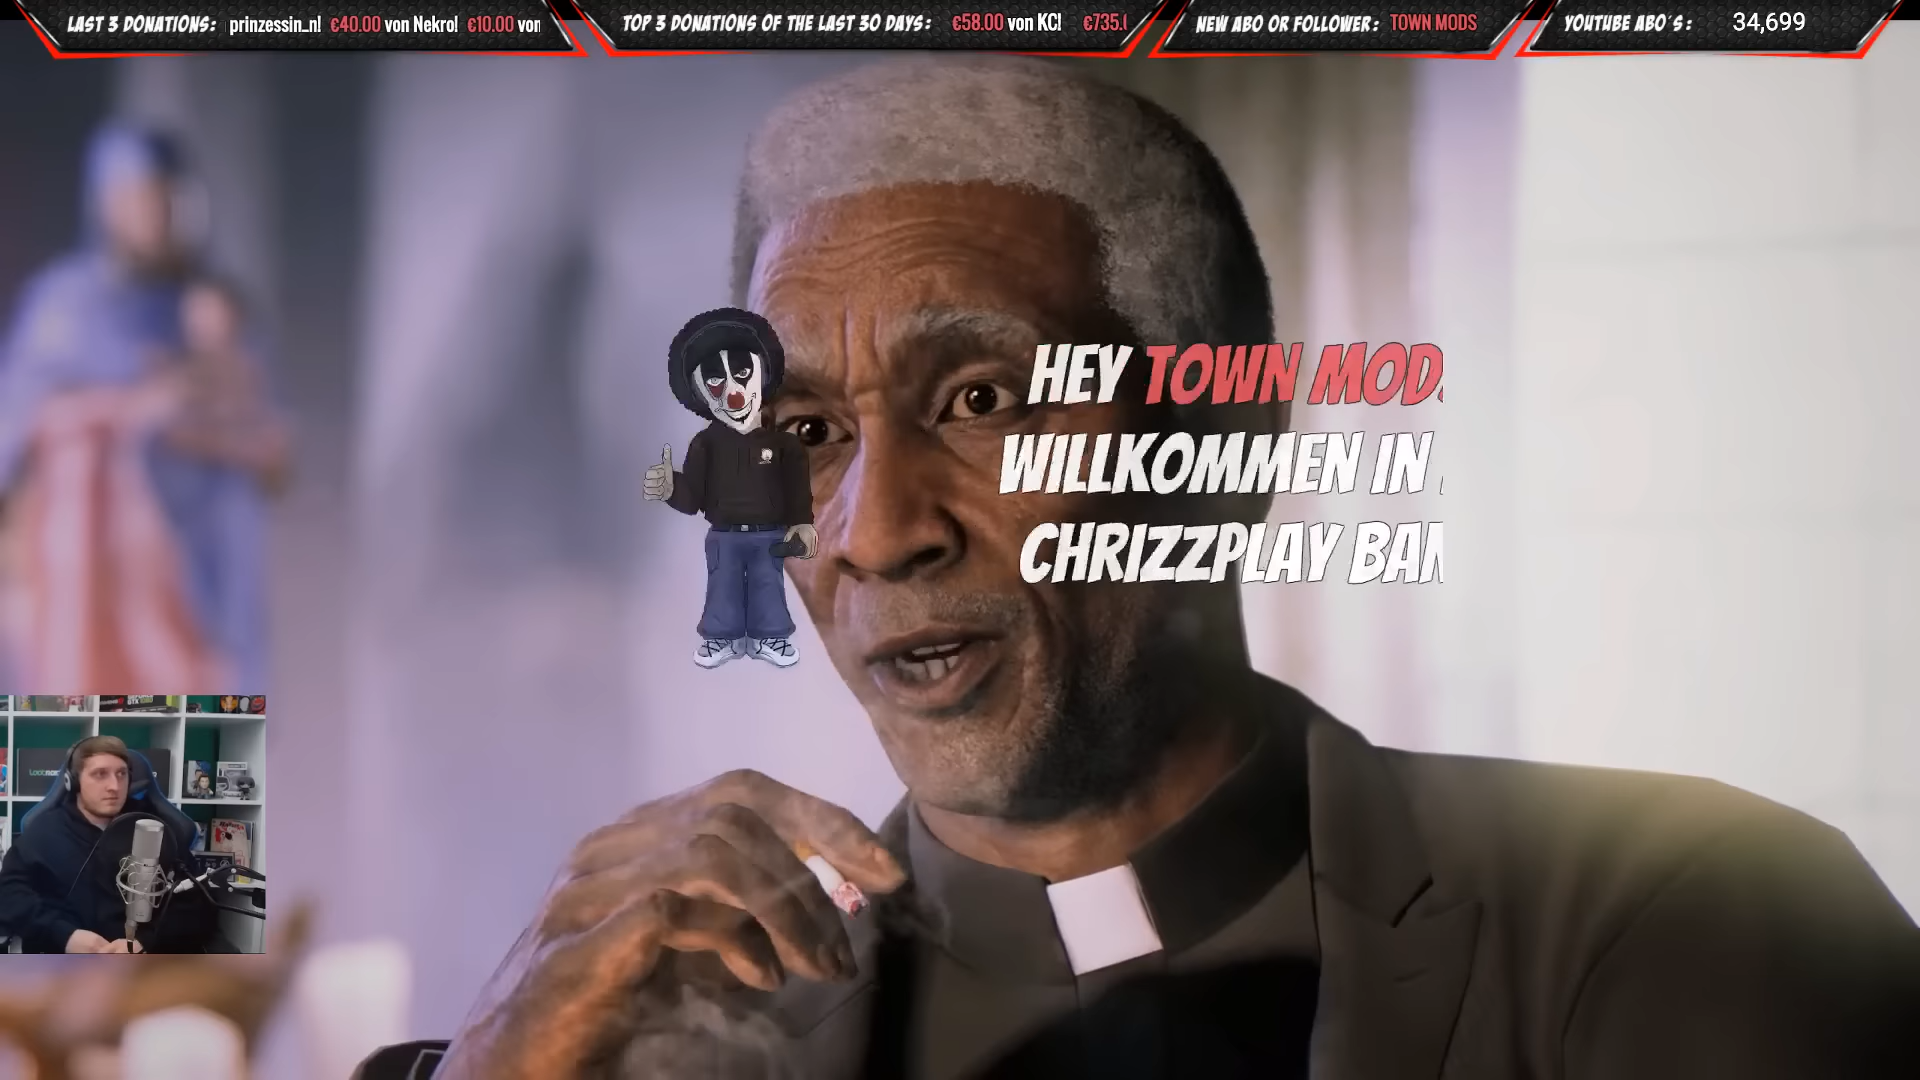 LAST 3 DONATIONS: prinzessin_n! €40.00 von Nekro! €10.00 von
TOP 3 DONATIONS OF THE LAST 30 DAYS: €58.00 von KC! €735.
NEW ABO OR FOLLOWER: TOWN MODS
YOUTUBE ABO'S: 34,699
HEY TOWN MOD
WILLKOMMEN IN
CHRIZZPLAY BAN